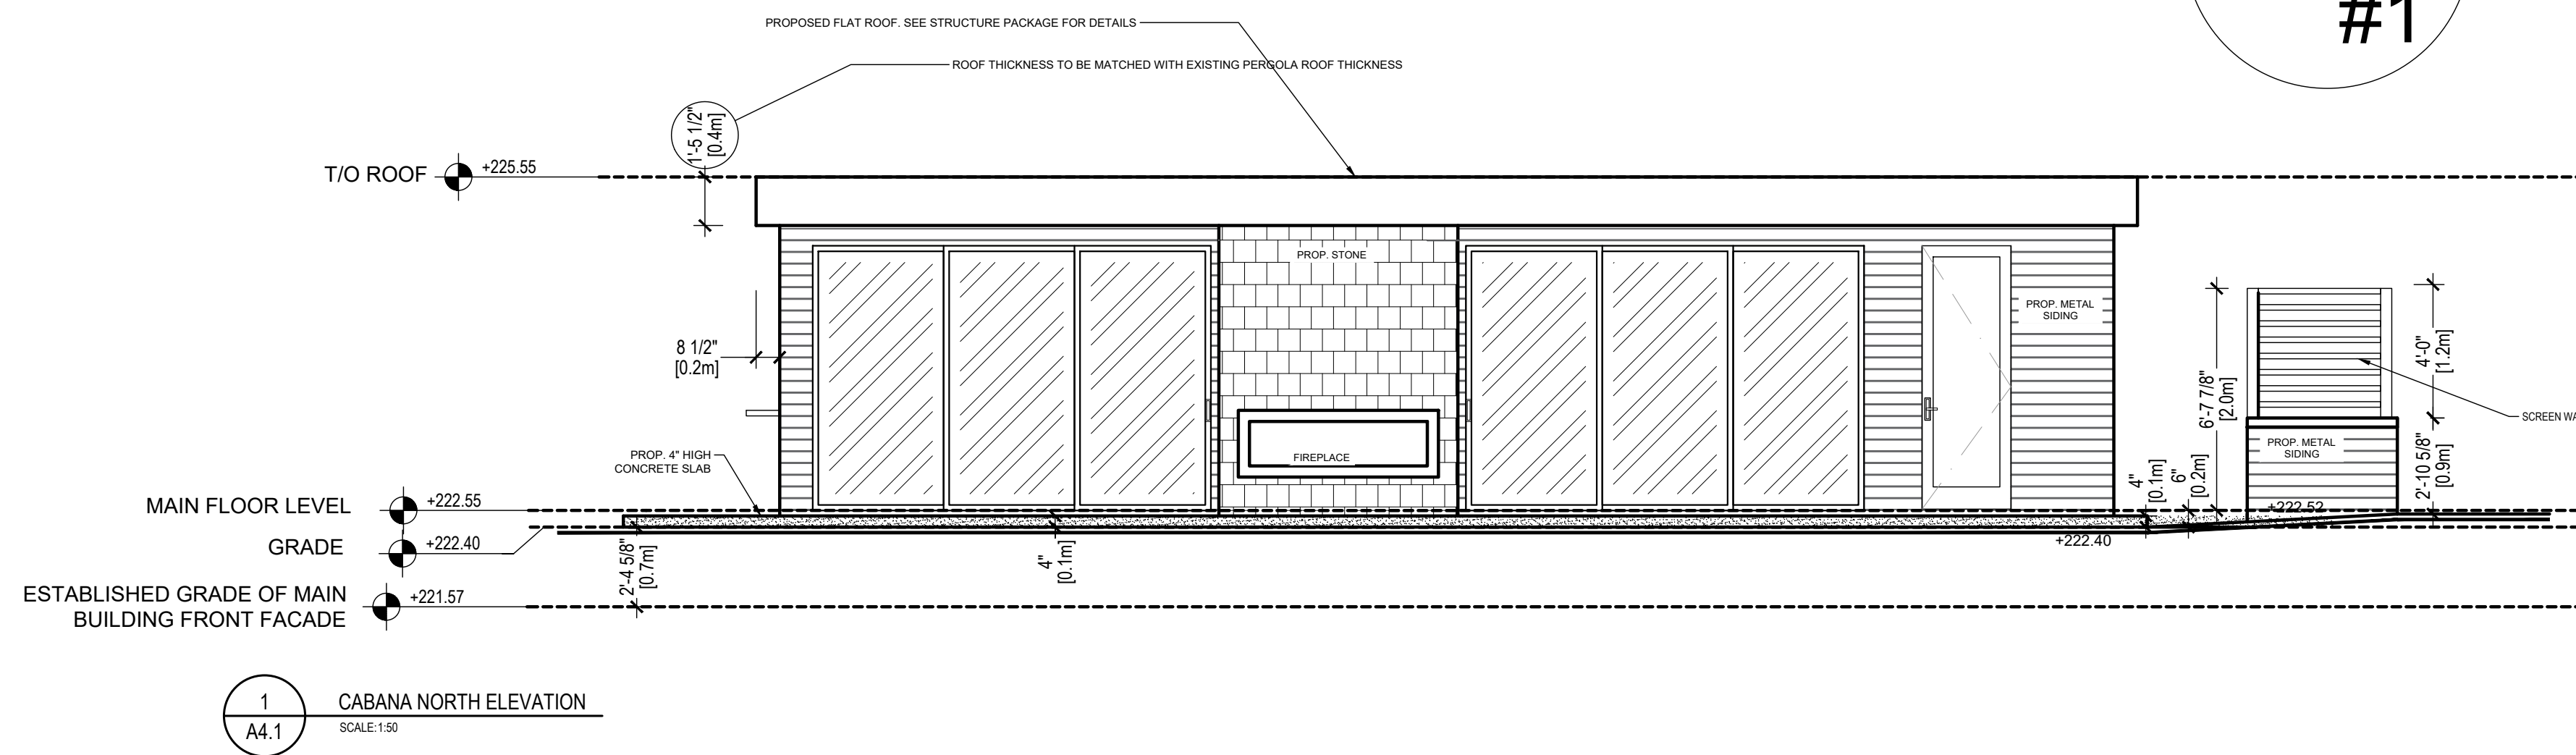 #1
PROPOSED FLAT ROOF. SEE STRUCTURE PACKAGE FOR DETAILS
ROOF THICKNESS TO BE MATCHED WITH EXISTING PERGOLA ROOF THICKNESS
1'-5 1/2"
[0.4m]
T/O ROOF
+225.55
PROP. STONE
PROP. METAL
SIDING
8 1/2"
[0.2m]
6'-7 7/8"
[2.0m]
4'-0"
[1.2m]
SCREEN WA
FIREPLACE
PROP. 4" HIGH
CONCRETE SLAB
PROP. METAL
SIDING
4"
[0.1m]
6"
[0.2m]
2'-10 5/8"
[0.9m]
MAIN FLOOR LEVEL
+222.55
+222.52
GRADE
+222.40
+222.40
2'-4 5/8"
[0.7m]
4"
[0.1m]
ESTABLISHED GRADE OF MAIN
BUILDING FRONT FACADE
+221.57
1
A4.1
CABANA NORTH ELEVATION
SCALE:1:50